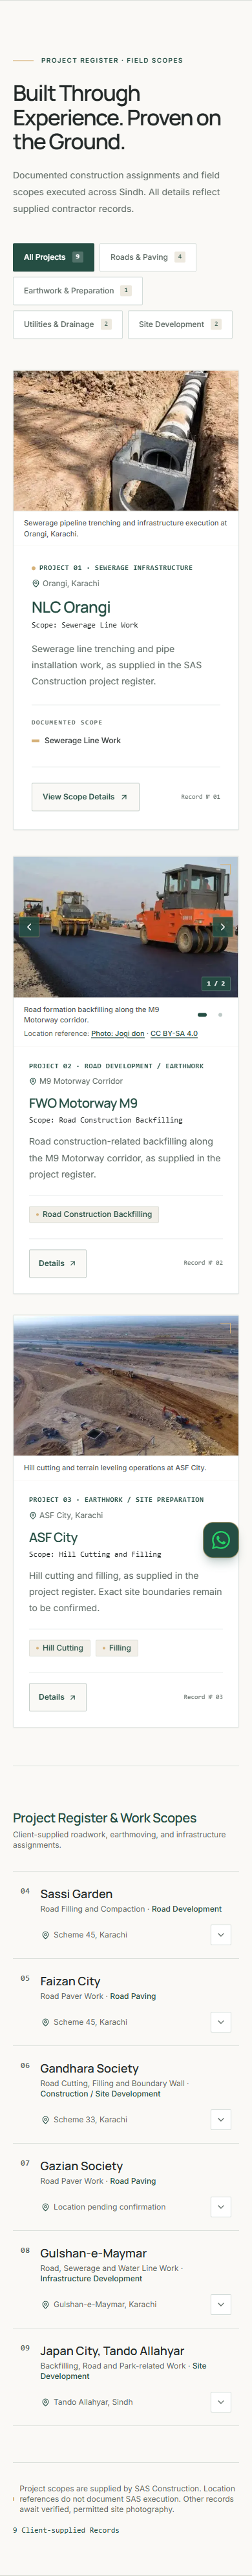 PROJECT REGISTER · FIELD SCOPES
Built Through
Experience. Proven on
the Ground.
Documented construction assignments and field
scopes executed across Sindh. All details reflect
supplied contractor records.
All Projects 9
Roads & Paving 4
Earthwork & Preparation 1
Utilities & Drainage 2
Site Development 2
Sewerage pipeline trenching and infrastructure execution at
Orangi, Karachi.
PROJECT 01 · SEWERAGE INFRASTRUCTURE
Orangi, Karachi
NLC Orangi
Scope: Sewerage Line Work
Sewerage line trenching and pipe
installation work, as supplied in the SAS
Construction project register.
DOCUMENTED SCOPE
Sewerage Line Work
View Scope Details
Record № 01
1 / 2
Road formation backfilling along the M9
Motorway corridor.
Location reference: Photo: Jogi don · CC BY-SA 4.0
PROJECT 02 · ROAD DEVELOPMENT / EARTHWORK
M9 Motorway Corridor
FWO Motorway M9
Scope: Road Construction Backfilling
Road construction-related backfilling along
the M9 Motorway corridor, as supplied in the
project register.
Road Construction Backfilling
Details
Record № 02
Hill cutting and terrain leveling operations at ASF City.
PROJECT 03 · EARTHWORK / SITE PREPARATION
ASF City, Karachi
ASF City
Scope: Hill Cutting and Filling
Hill cutting and filling, as supplied in the
project register. Exact site boundaries remain
to be confirmed.
Hill Cutting
Filling
Details
Record № 03
Project Register & Work Scopes
Client-supplied roadwork, earthmoving, and infrastructure
assignments.
04 Sassi Garden
Road Filling and Compaction · Road Development
Scheme 45, Karachi
05 Faizan City
Road Paver Work · Road Paving
Scheme 45, Karachi
06 Gandhara Society
Road Cutting, Filling and Boundary Wall ·
Construction / Site Development
Scheme 33, Karachi
07 Gazian Society
Road Paver Work · Road Paving
Location pending confirmation
08 Gulshan-e-Maymar
Road, Sewerage and Water Line Work ·
Infrastructure Development
Gulshan-e-Maymar, Karachi
09 Japan City, Tando Allahyar
Backfilling, Road and Park-related Work · Site
Development
Tando Allahyar, Sindh
Project scopes are supplied by SAS Construction. Location
references do not document SAS execution. Other records
await verified, permitted site photography.
9 Client-supplied Records